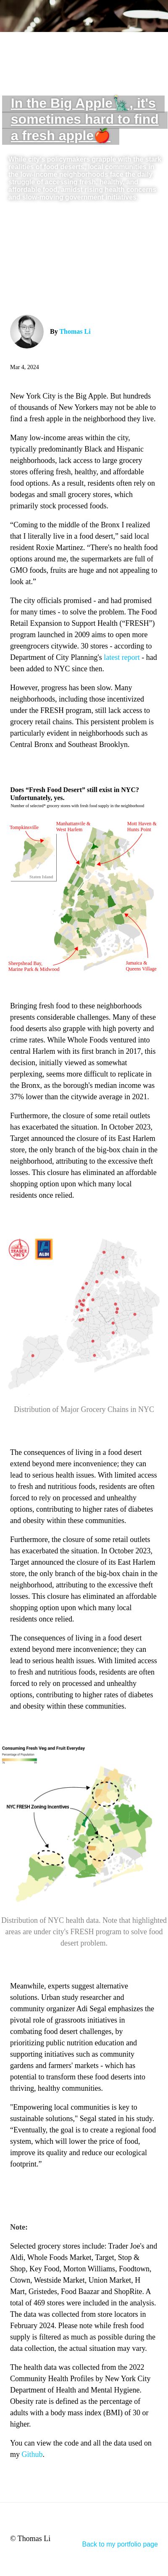 In the Big Apple🗽, it's
sometimes hard to find
a fresh apple🍎
By Thomas Li
Mar 4, 2024
New York City is the Big Apple. But hundreds
of thousands of New Yorkers may not be able to
find a fresh apple in the neighborhood they live.
Many low-income areas within the city,
typically predominantly Black and Hispanic
neighborhoods, lack access to large grocery
stores offering fresh, healthy, and affordable
food options. As a result, residents often rely on
bodegas and small grocery stores, which
primarily stock processed foods.
“Coming to the middle of the Bronx I realized
that I literally live in a food desert,” said local
resident Roxie Martinez. “There's no health food
options around me, the supermarkets are full of
GMO foods, fruits are huge and not appealing to
look at.”
The city officials promised - and had promised
for many times - to solve the problem. The Food
Retail Expansion to Support Health (“FRESH”)
program launched in 2009 aims to open more
greengrocers citywide. 30 stores - according to
Department of City Planning's latest report - had
been added to NYC since then.
However, progress has been slow. Many
neighborhoods, including those incentivized
under the FRESH program, still lack access to
grocery retail chains. This persistent problem is
particularly evident in neighborhoods such as
Central Bronx and Southeast Brooklyn.
Does “Fresh Food Desert” still exist in NYC?
Unfortunately, yes.
Number of selected* grocery stores with fresh food supply in the neighborhood
Tompkinsville
Manhattanville &
West Harlem
Mott Haven &
Hunts Point
Staten Island
Sheepshead Bay,
Marine Park & Midwood
Jamaica &
Queens Village
Bringing fresh food to these neighborhoods
presents considerable challenges. Many of these
food deserts also grapple with high poverty and
crime rates. While Whole Foods ventured into
central Harlem with its first branch in 2017, this
decision, initially viewed as somewhat
perplexing, seems more difficult to replicate in
the Bronx, as the borough's median income was
37% lower than the citywide average in 2021.
Furthermore, the closure of some retail outlets
has exacerbated the situation. In October 2023,
Target announced the closure of its East Harlem
store, the only branch of the big-box chain in the
neighborhood, attributing to the excessive theft
issues. This closure has eliminated an affordable
shopping option upon which many local
residents once relied.
TRADER JOE'S
ALDI
Distribution of Major Grocery Chains in NYC
The consequences of living in a food desert
extend beyond mere inconvenience; they can
lead to serious health issues. With limited access
to fresh and nutritious foods, residents are often
forced to rely on processed and unhealthy
options, contributing to higher rates of diabetes
and obesity within these communities.
Furthermore, the closure of some retail outlets
has exacerbated the situation. In October 2023,
Target announced the closure of its East Harlem
store, the only branch of the big-box chain in the
neighborhood, attributing to the excessive theft
issues. This closure has eliminated an affordable
shopping option upon which many local
residents once relied.
The consequences of living in a food desert
extend beyond mere inconvenience; they can
lead to serious health issues. With limited access
to fresh and nutritious foods, residents are often
forced to rely on processed and unhealthy
options, contributing to higher rates of diabetes
and obesity within these communities.
Consuming Fresh Veg and Fruit Everyday
Percentage of Population
NYC FRESH Zoning Incentives
Distribution of NYC health data. Note that highlighted
areas are under city's FRESH program to solve food
desert problem.
Meanwhile, experts suggest alternative
solutions. Urban study researcher and
community organizer Adi Segal emphasizes the
pivotal role of grassroots initiatives in
combating food desert challenges, by
prioritizing public nutrition education and
supporting initiatives such as community
gardens and farmers' markets - which has
potential to transform these food deserts into
thriving, healthy communities.
"Empowering local communities is key to
sustainable solutions," Segal stated in his study.
“Eventually, the goal is to create a regional food
system, which will lower the price of food,
improve its quality and reduce our ecological
footprint.”
Note:
Selected grocery stores include: Trader Joe's and
Aldi, Whole Foods Market, Target, Stop &
Shop, Key Food, Morton Williams, Foodtown,
Ctown, Westside Market, Union Market, H
Mart, Gristedes, Food Bazaar and ShopRite. A
total of 469 stores were included in the analysis.
The data was collected from store locators in
February 2024. Please note while fresh food
supply is filtered as much as possible during the
data collection, the actual situation may vary.
The health data was collected from the 2022
Community Health Profiles by New York City
Department of Health and Mental Hygiene.
Obesity rate is defined as the percentage of
adults with a body mass index (BMI) of 30 or
higher.
You can view the code and all the data used on
my Github.
© Thomas Li
Back to my portfolio page